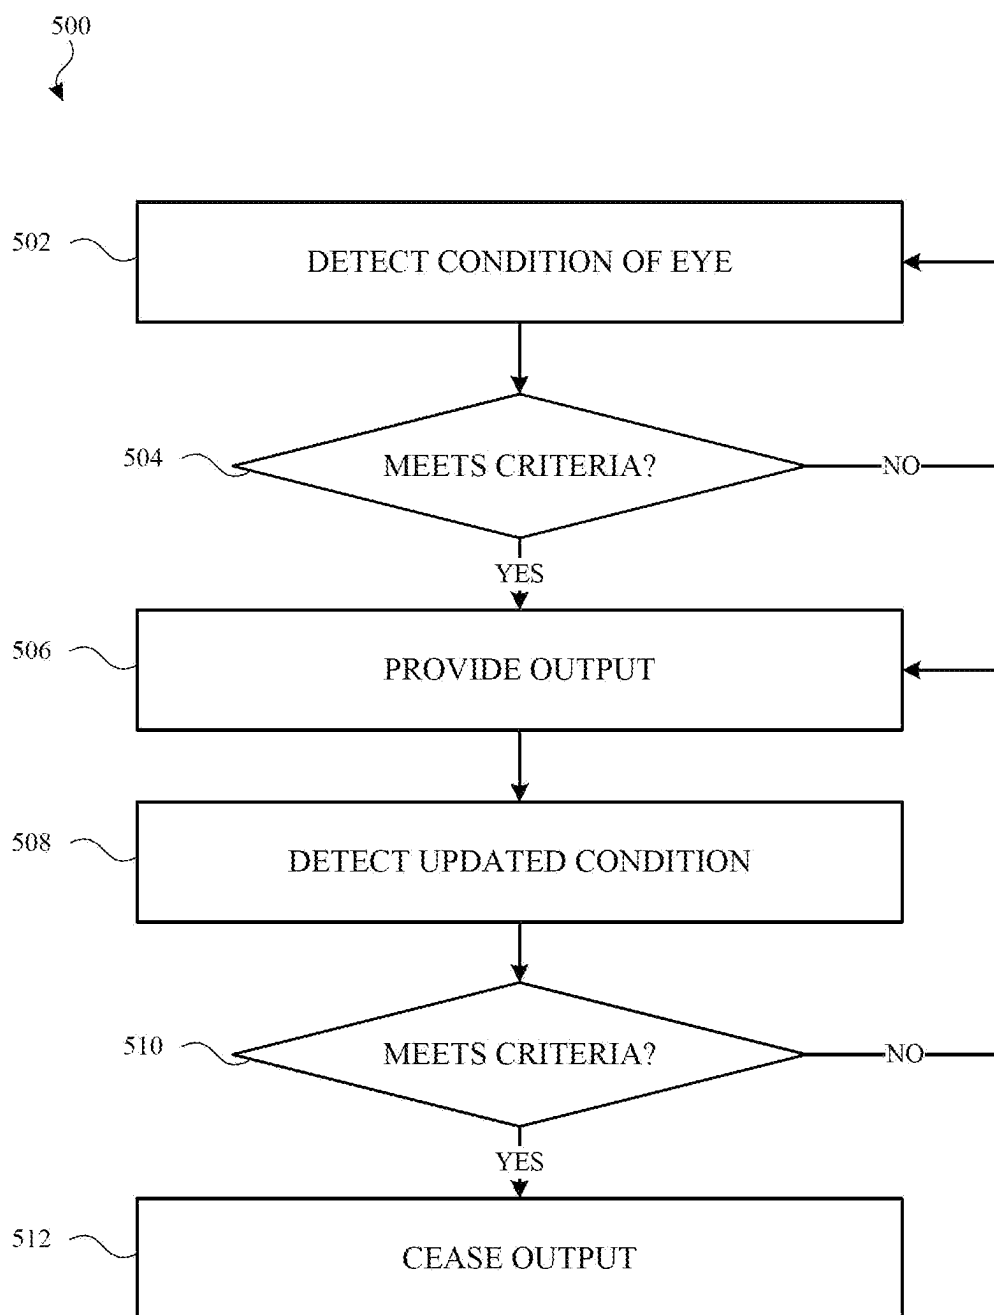 500
502
DETECT CONDITION OF EYE
504
MEETS CRITERIA?
NO
YES
506
PROVIDE OUTPUT
508
DETECT UPDATED CONDITION
510
MEETS CRITERIA?
NO
YES
512
CEASE OUTPUT